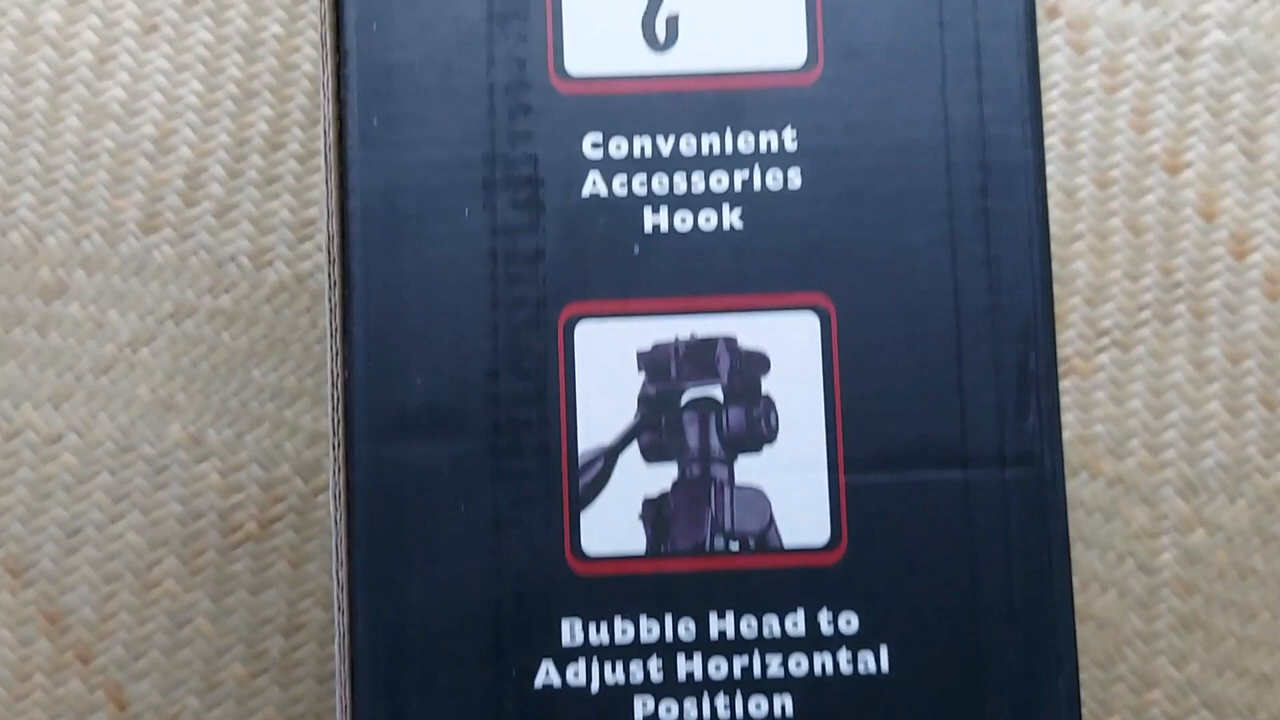 Convenient
Accessories
Hook
Bubble Head to
Adjust Horizontal
Position